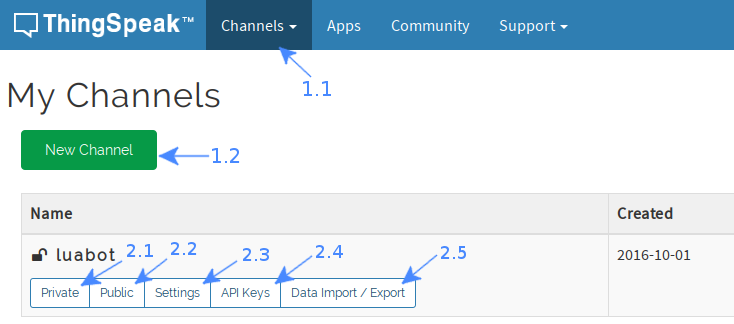 ThingSpeak™ Channels Apps Community Support
1.1
My Channels
New Channel
1.2
Name Created
luabot 2.1 2.2 2.3 2.4 2.5 2016-10-01
Private Public Settings API Keys Data Import / Export